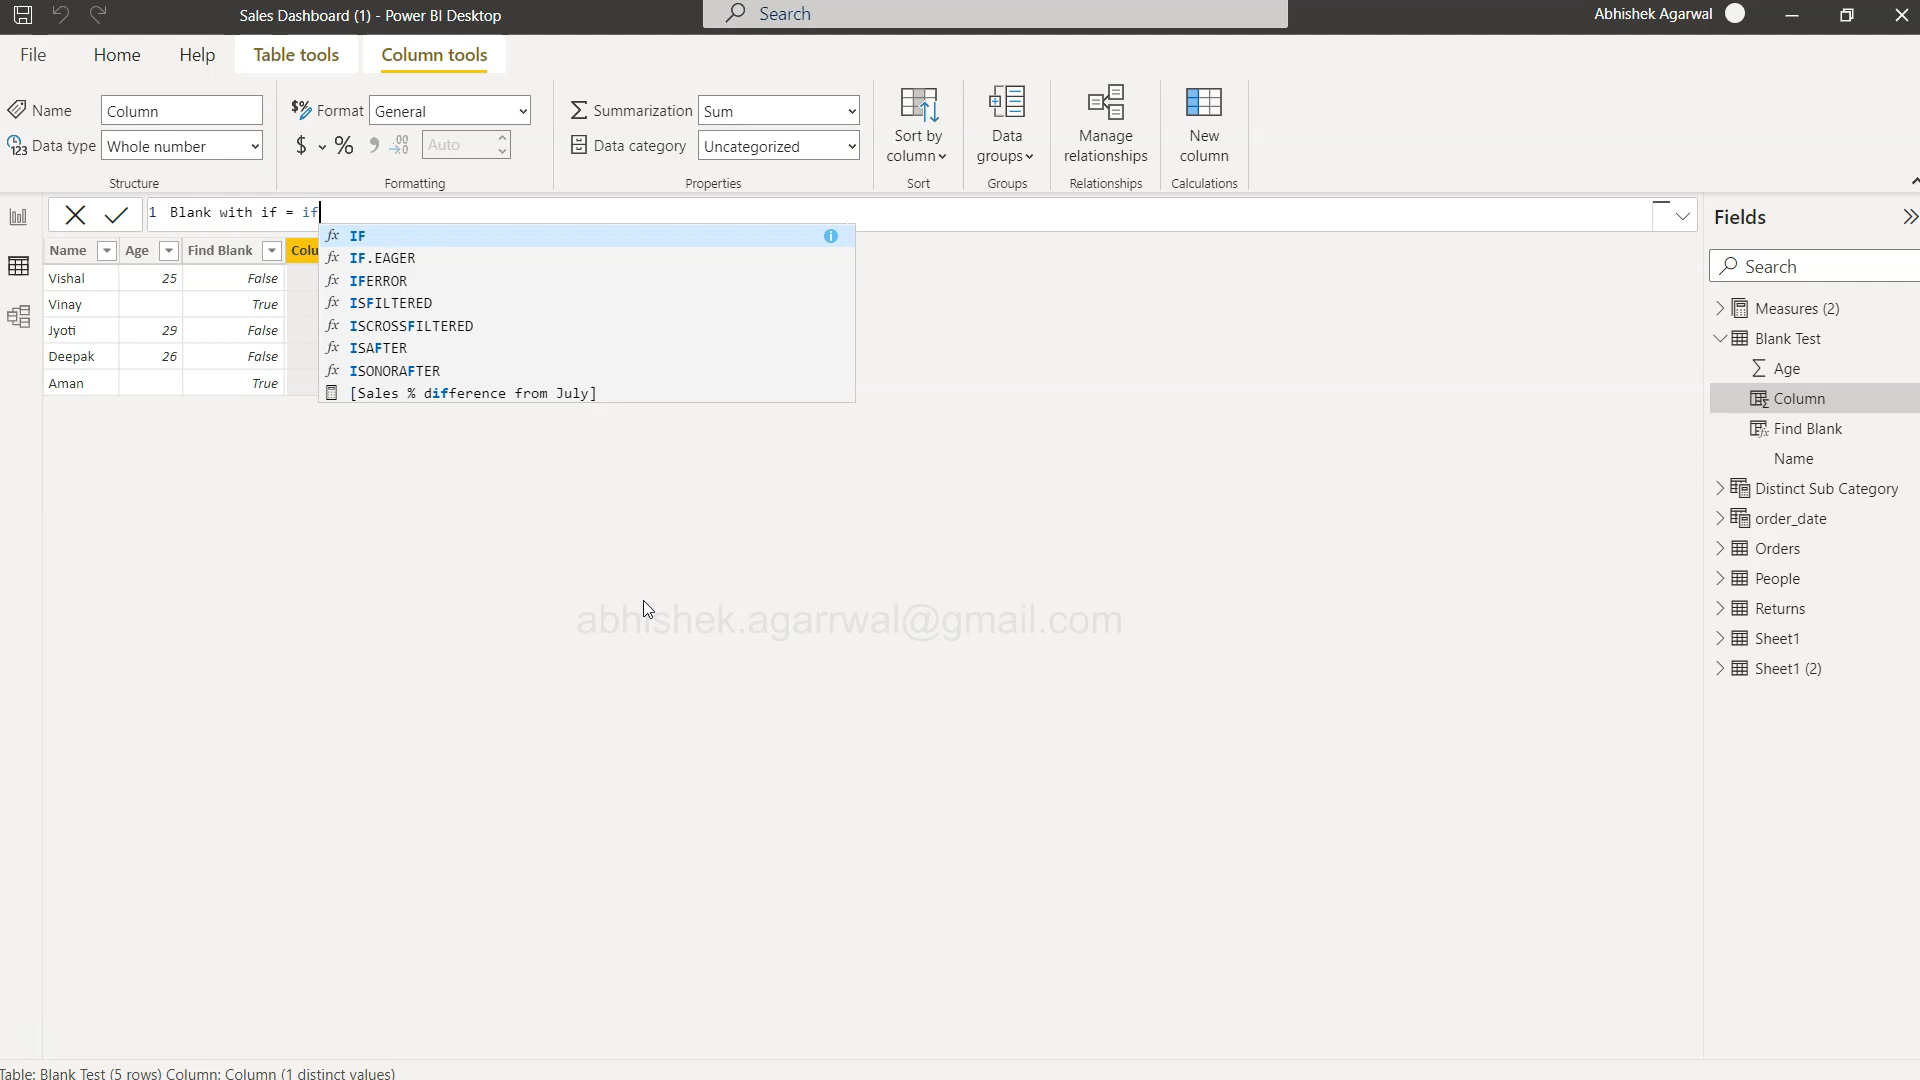 Sales Dashboard (1) - Power BI Desktop
Search
Abhishek Agarwal
File
Home
Help
Table tools
Column tools
Name
Column
Data type
Whole number
Structure
Format
General
$ % Auto
Formatting
Summarization
Sum
Data category
Uncategorized
Properties
Sort by
column
Sort
Data
groups
Groups
Manage
relationships
Relationships
New
column
Calculations
1 Blank with if = if
IF
IF.EAGER
IFERROR
ISFILTERED
ISCROSSFILTERED
ISAFTER
ISONORAFTER
[Sales % difference from July]
Name Age Find Blank Colu
Vishal 25 False
Vinay True
Jyoti 29 False
Deepak 26 False
Aman True
Fields
Search
Measures (2)
Blank Test
Age
Column
Find Blank
Name
Distinct Sub Category
order_date
Orders
People
Returns
Sheet1
Sheet1 (2)
abhishek.agarrwal@gmail.com
Table: Blank Test (5 rows) Column: Column (1 distinct values)